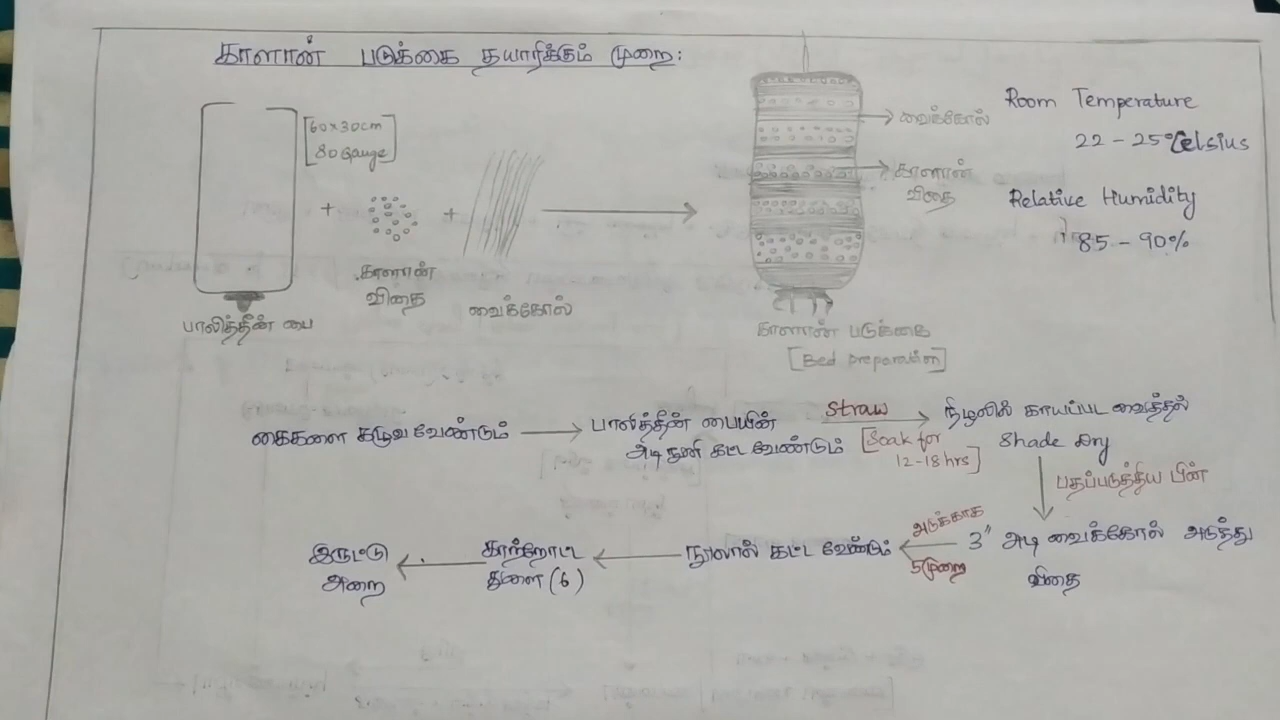 காளான் படுக்கை தயாரிக்கும் முறை:
[60x30cm
80 Gauge]
+
+
காளான்
விதை
வைக்கோல்
பாலித்தீன் பை
வைக்கோல்
காளான்
விதை
காளான் படுக்கை
[Bed preparation]
Room Temperature
22 - 25°Celsius
Relative Humidity
85 - 90%
கைகளை கழுவ வேண்டும்
பாலித்தீன் பையின்
அடி நுனி கட்ட வேண்டும்
Straw
[Soak for
12-18 hrs]
நிழலில் காயப்பட வைத்தல்
Shade Dry
பதப்படுத்திய பின்
3" அடி வைக்கோல் அடுத்து
விதை
அடுக்காக
5முறை
நூலால் கட்ட வேண்டும்
காற்றோட்ட
துளை (6)
இருட்டு
அறை